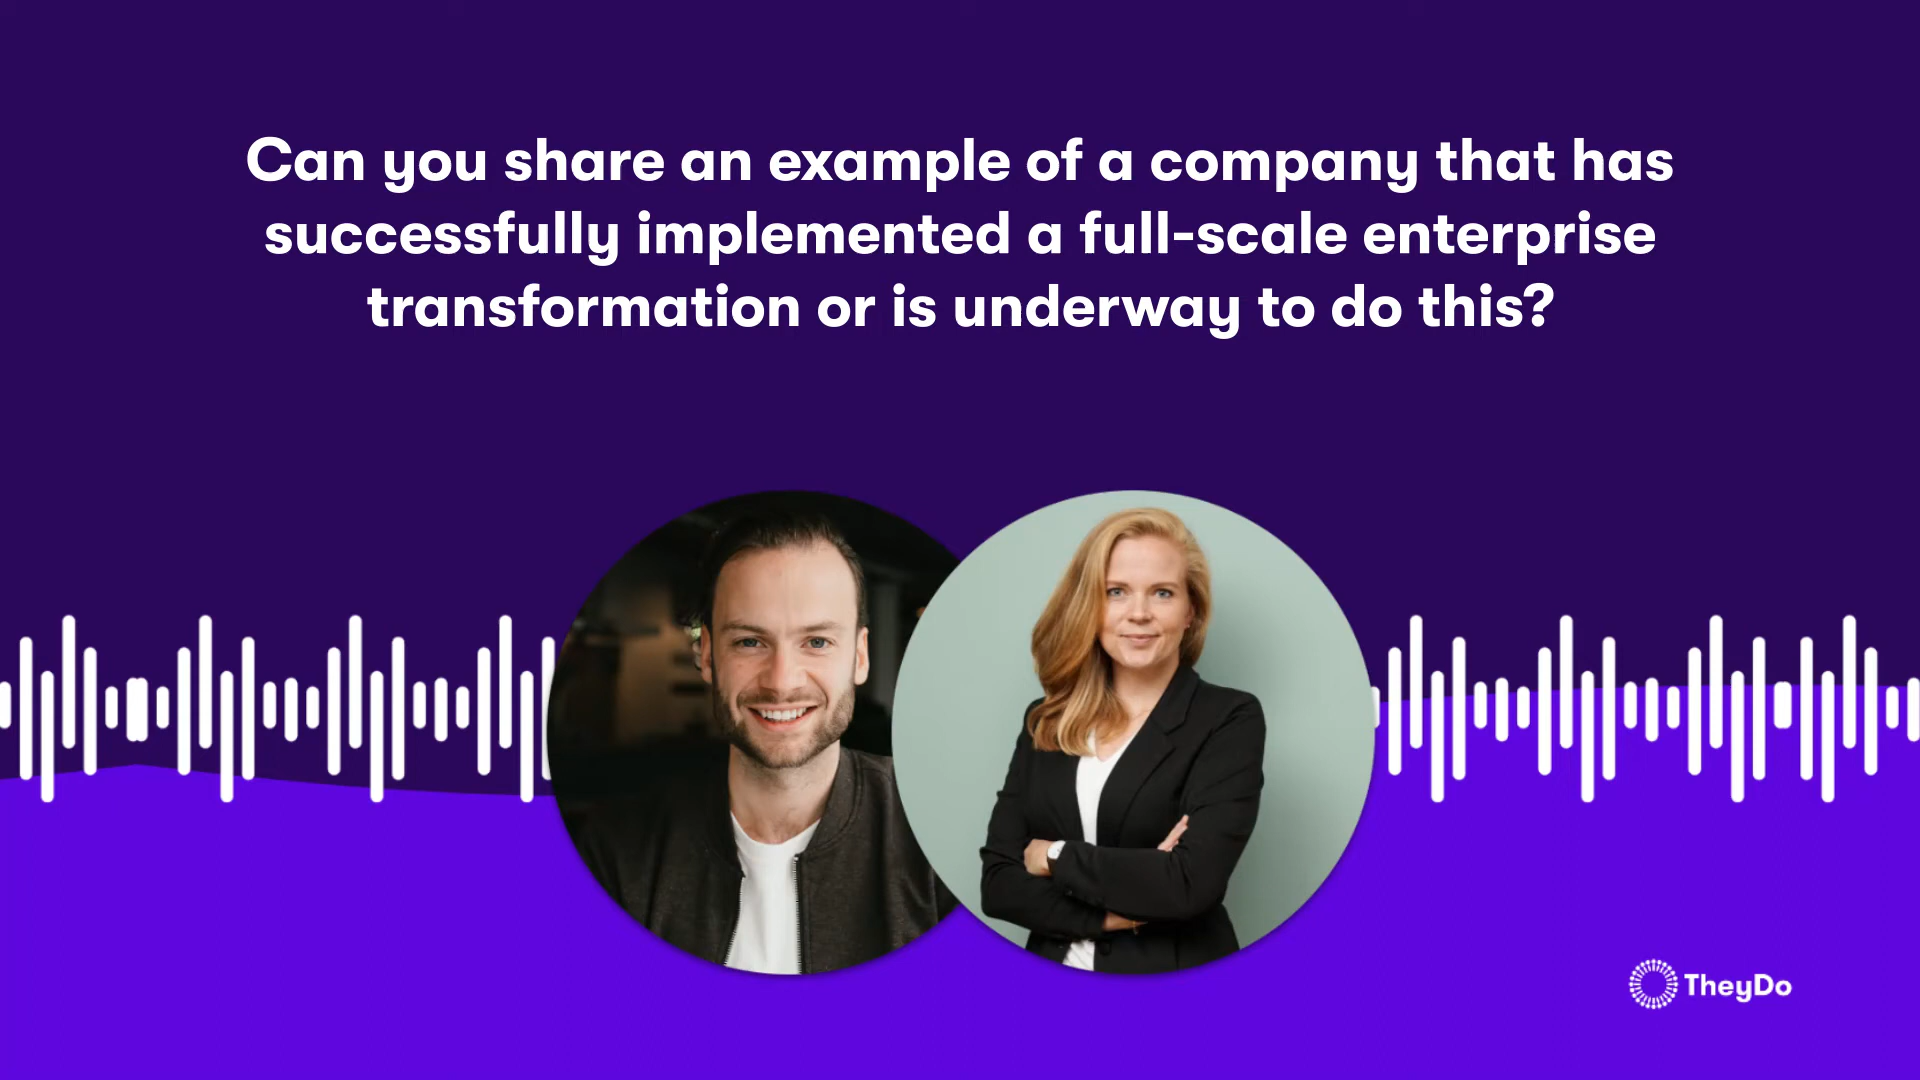 Can you share an example of a company that has
successfully implemented a full-scale enterprise
transformation or is underway to do this?
TheyDo